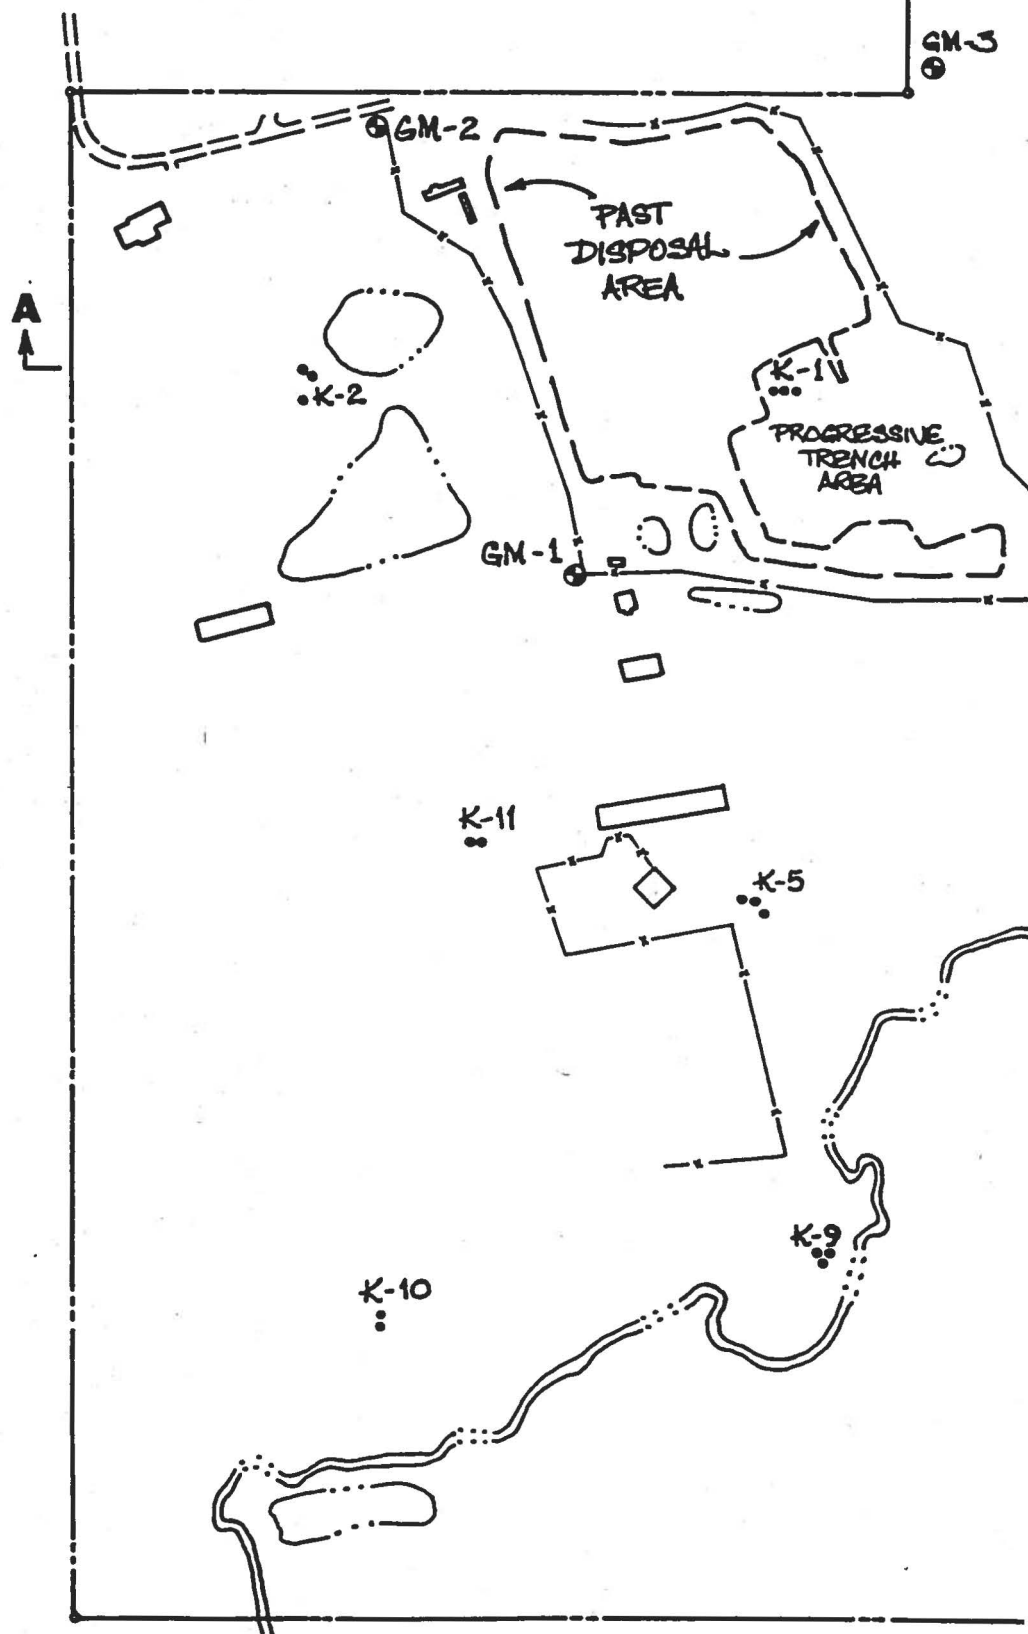 GM-3
GM-2
PAST
DISPOSAL
AREA
A
K-1
K-2
PROGRESSIVE
TRENCH
AREA
GM-1
K-11
K-5
K-9
K-10